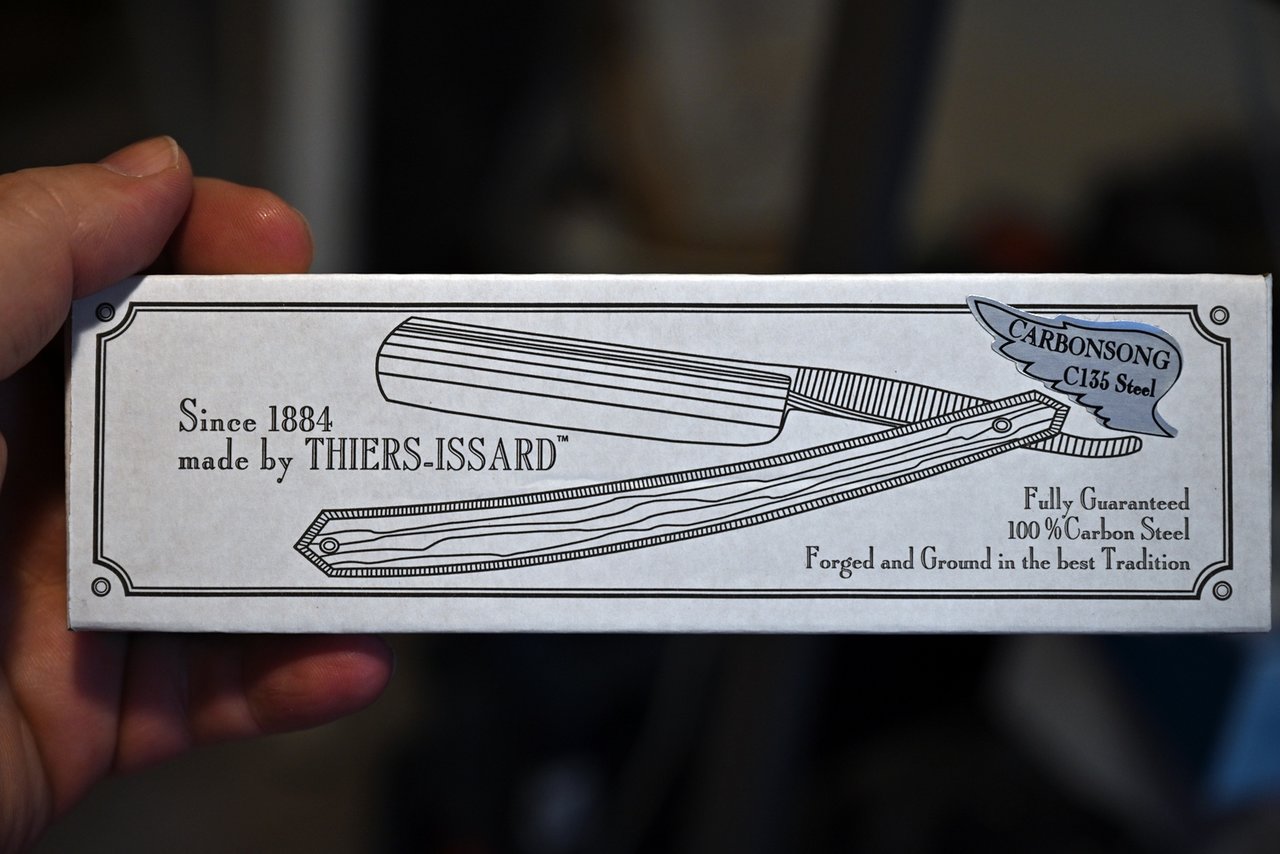 CARBONSONG
C135 Steel
Since 1884
made by THIERS-ISSARD™
Fully Guaranteed
100 % Carbon Steel
Forged and Ground in the best Tradition